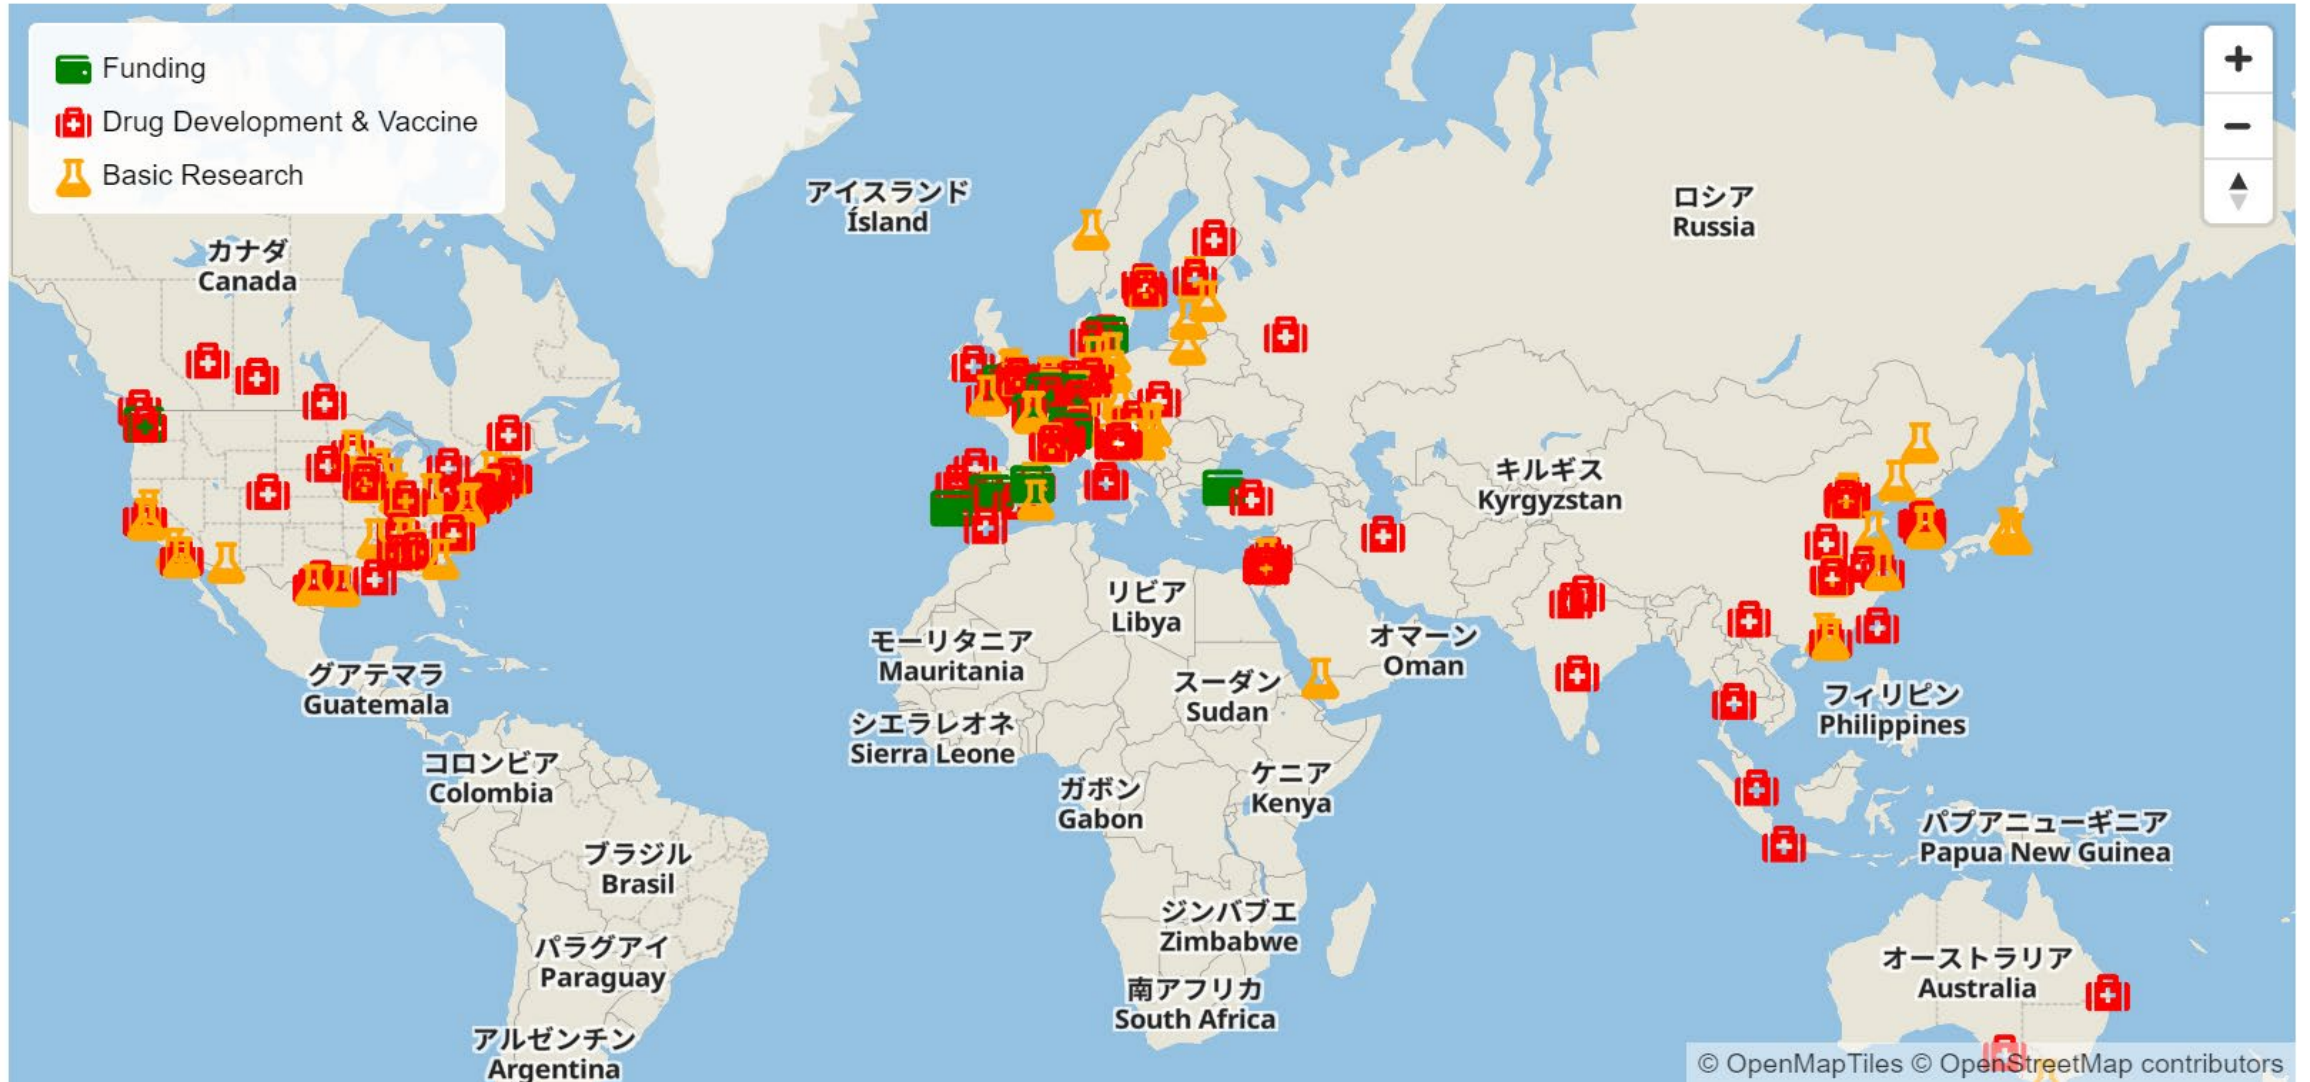 Funding
Drug Development & Vaccine
Basic Research
+
−
アイスランド
Ísland
ロシア
Russia
カナダ
Canada
キルギス
Kyrgyzstan
リビア
Libya
モーリタニア
Mauritania
オマーン
Oman
グアテマラ
Guatemala
スーダン
Sudan
フィリピン
Philippines
シエラレオネ
Sierra Leone
コロンビア
Colombia
ガボン
Gabon
ケニア
Kenya
パプアニューギニア
Papua New Guinea
ブラジル
Brasil
ジンバブエ
Zimbabwe
パラグアイ
Paraguay
オーストラリア
Australia
南アフリカ
South Africa
アルゼンチン
Argentina
© OpenMapTiles © OpenStreetMap contributors